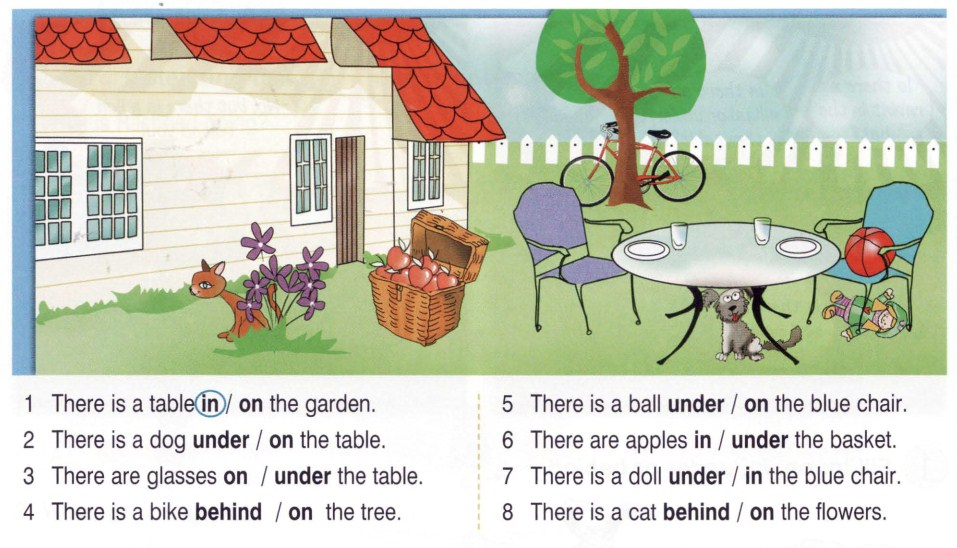 1 There is a table in / on the garden.
2 There is a dog under / on the table.
3 There are glasses on / under the table.
4 There is a bike behind / on the tree.
5 There is a ball under / on the blue chair.
6 There are apples in / under the basket.
7 There is a doll under / in the blue chair.
8 There is a cat behind / on the flowers.